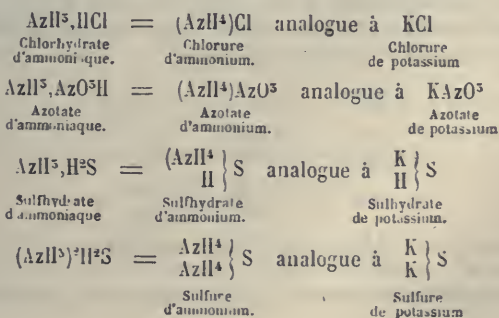 AzH³,HCl = (AzH⁴)Cl analogue à KCl
Chlorhydrate Chlorure Chlorure
d'ammoniaque. d'ammonium. de potassium
AzH³,AzO³H = (AzH⁴)AzO³ analogue à KAzO³
Azotate Azotate Azotate
d'ammoniaque. d'ammonium. de potassium
AzH³,H²S = (AzH⁴ H } S analogue à K H } S
Sulfhydrate Sulfhydrate Sulhydrate
d'ammoniaque d'ammonium. de potassium.
(AzH³)²H²S = AzH⁴ AzH⁴ } S analogue à K K } S
Sulfure Sulfure
d'ammonium. de potassium